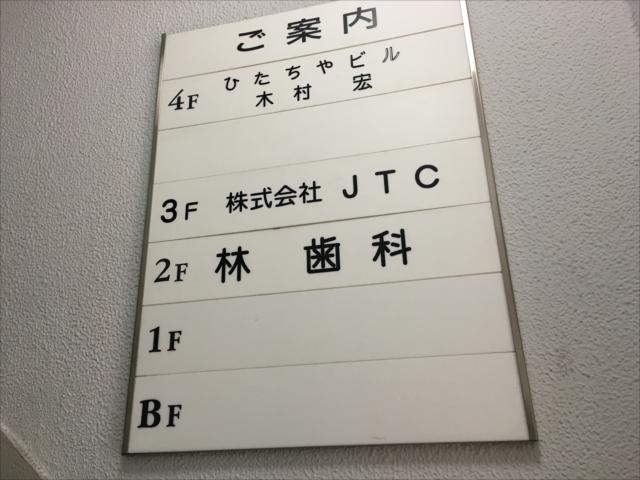 ご案内
4F ひたちやビル
木村 宏
3F 株式会社 JTC
2F 林 歯科
1F
BF